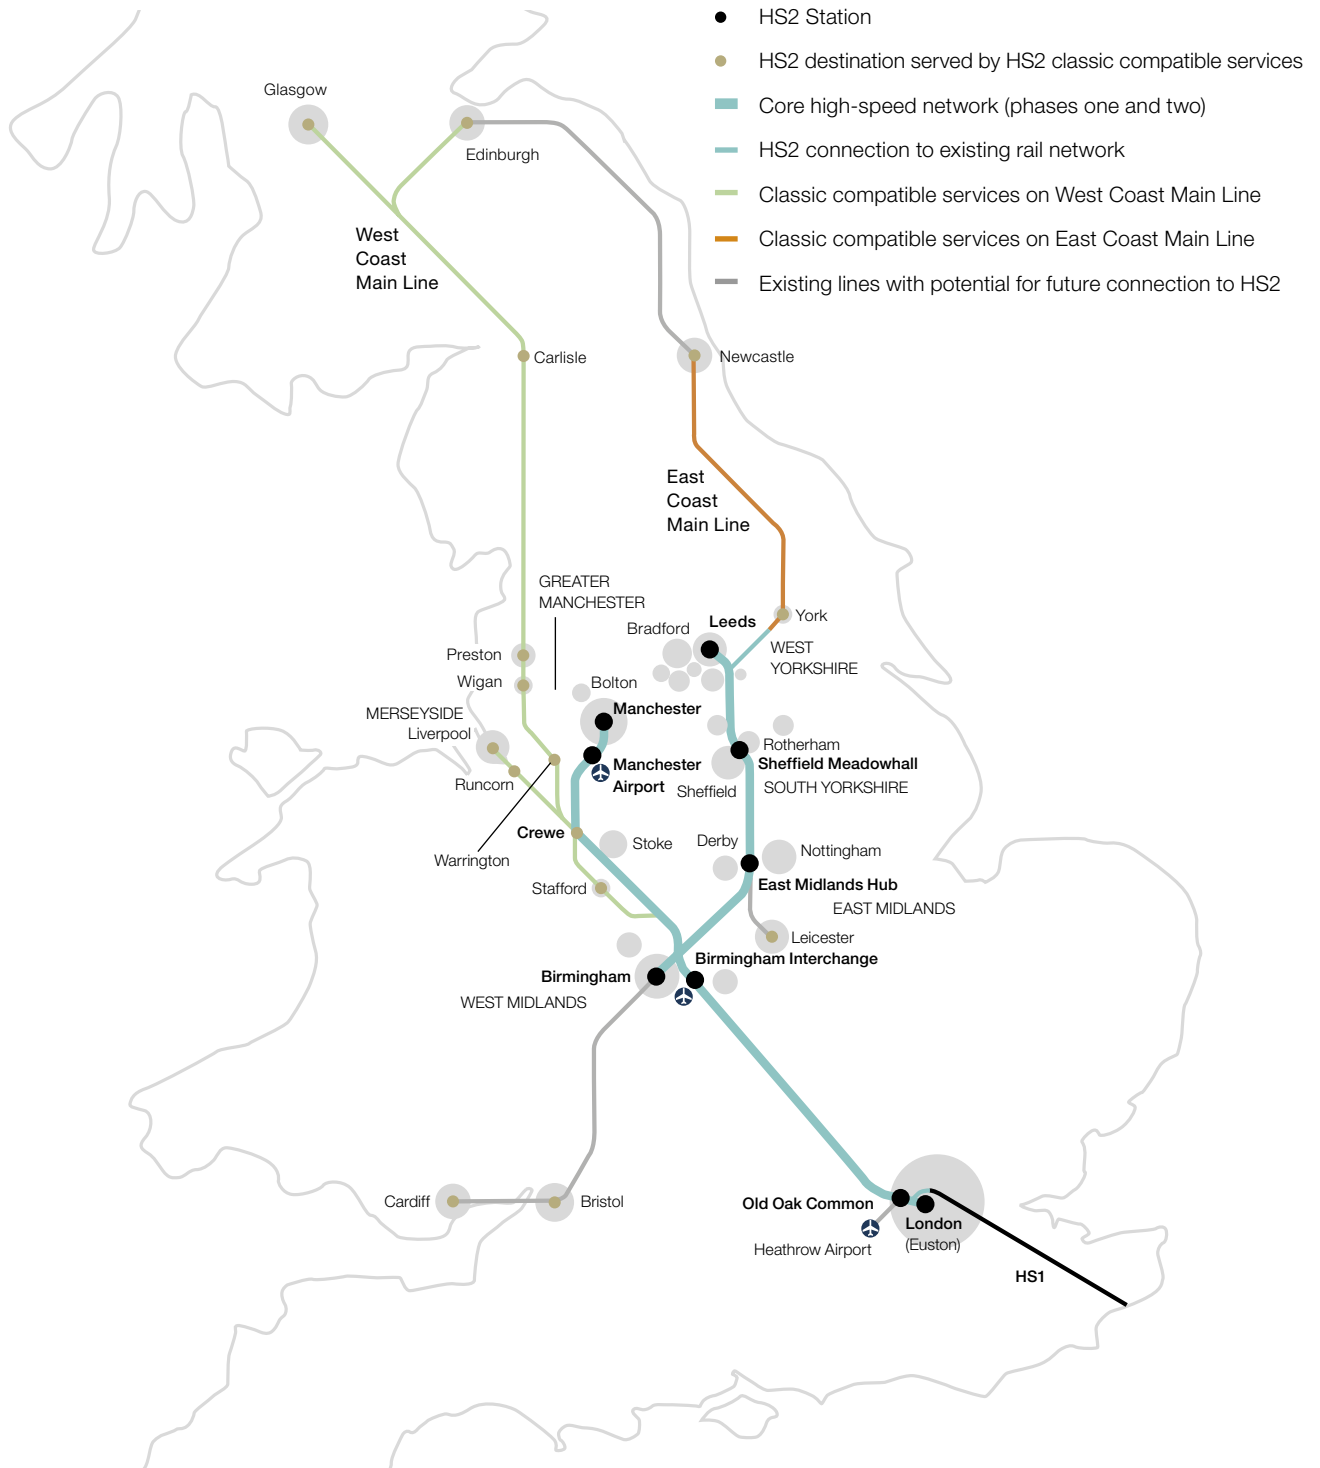 HS2 Station
HS2 destination served by HS2 classic compatible services
Core high-speed network (phases one and two)
HS2 connection to existing rail network
Classic compatible services on West Coast Main Line
Classic compatible services on East Coast Main Line
Existing lines with potential for future connection to HS2
Glasgow
Edinburgh
West
Coast
Main Line
Carlisle
Newcastle
East
Coast
Main Line
GREATER
MANCHESTER
York
Leeds
Bradford
WEST
YORKSHIRE
Preston
Wigan
Bolton
Manchester
MERSEYSIDE
Liverpool
Rotherham
Sheffield Meadowhall
Manchester
Airport
Runcorn
Sheffield
SOUTH YORKSHIRE
Crewe
Stoke
Derby
Nottingham
Warrington
Stafford
East Midlands Hub
EAST MIDLANDS
Leicester
Birmingham Interchange
Birmingham
WEST MIDLANDS
Cardiff
Bristol
Old Oak Common
London
(Euston)
Heathrow Airport
HS1